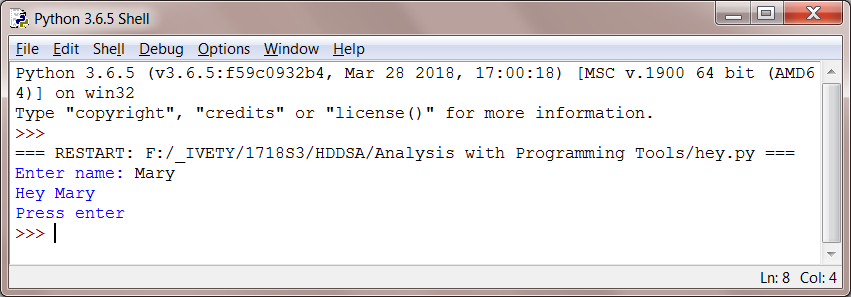 Python 3.6.5 Shell
File Edit Shell Debug Options Window Help
Python 3.6.5 (v3.6.5:f59c0932b4, Mar 28 2018, 17:00:18) [MSC v.1900 64 bit (AMD6
4)] on win32
Type "copyright", "credits" or "license()" for more information.
>>>
=== RESTART: F:/_IVETY/1718S3/HDDSA/Analysis with Programming Tools/hey.py ===
Enter name: Mary
Hey Mary
Press enter
>>>
Ln: 8 Col: 4